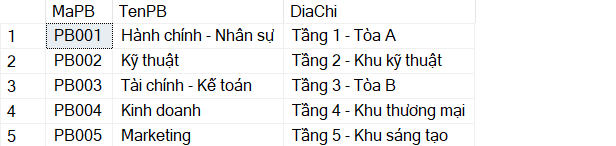 MaPB TenPB DiaChi
1 PB001 Hành chính - Nhân sự Tầng 1 - Tòa A
2 PB002 Kỹ thuật Tầng 2 - Khu kỹ thuật
3 PB003 Tài chính - Kế toán Tầng 3 - Tòa B
4 PB004 Kinh doanh Tầng 4 - Khu thương mại
5 PB005 Marketing Tầng 5 - Khu sáng tạo